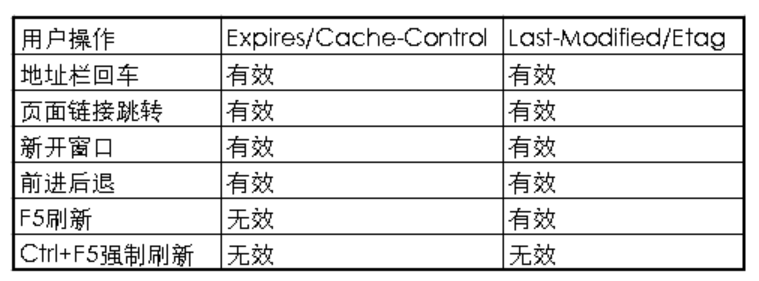 用户操作 Expires/Cache-Control Last-Modified/Etag
地址栏回车 有效 有效
页面链接跳转 有效 有效
新开窗口 有效 有效
前进后退 有效 有效
F5刷新 无效 有效
Ctrl+F5强制刷新 无效 无效